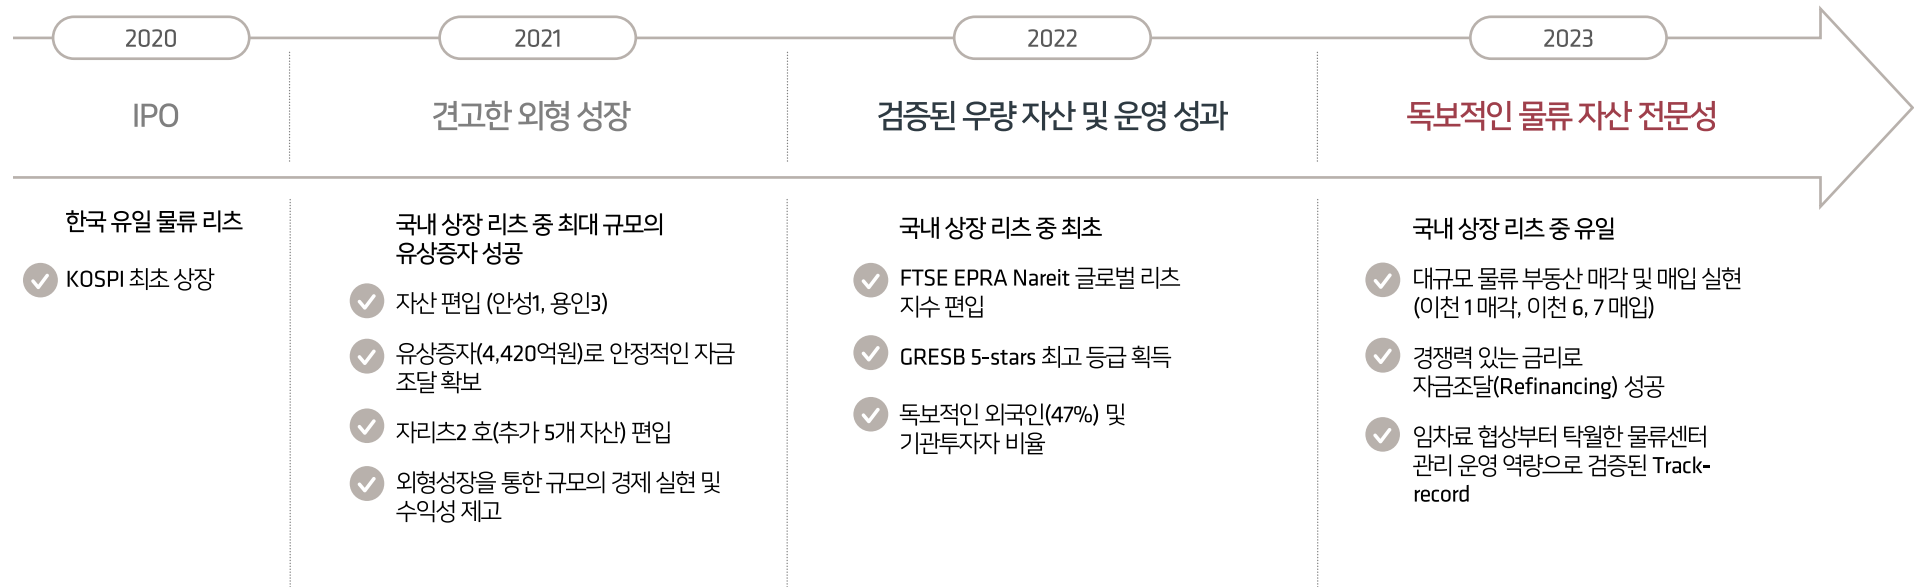 2020
IPO
한국 유일 물류 리츠
KOSPI 최초 상장
2021
견고한 외형 성장
국내 상장 리츠 중 최대 규모의
유상증자 성공
자산 편입 (안성1, 용인3)
유상증자(4,420억원)로 안정적인 자금
조달 확보
자리츠2 호(추가 5개 자산) 편입
외형성장을 통한 규모의 경제 실현 및
수익성 제고
2022
검증된 우량 자산 및 운영 성과
국내 상장 리츠 중 최초
FTSE EPRA Nareit 글로벌 리츠
지수 편입
GRESB 5-stars 최고 등급 획득
독보적인 외국인(47%) 및
기관투자자 비율
2023
독보적인 물류 자산 전문성
국내 상장 리츠 중 유일
대규모 물류 부동산 매각 및 매입 실현
(이천 1 매각, 이천 6, 7 매입)
경쟁력 있는 금리로
자금조달(Refinancing) 성공
임차료 협상부터 탁월한 물류센터
관리 운영 역량으로 검증된 Track-
record